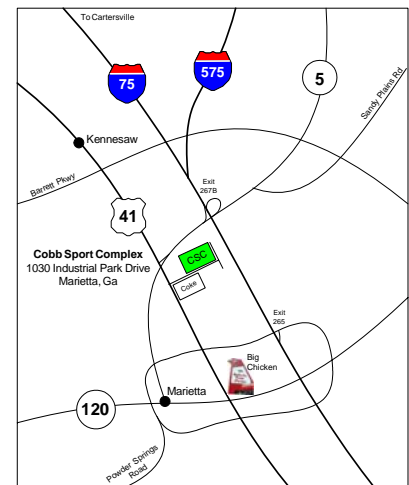 To Cartersville
75
575
5
Sandy Plains Rd
Kennesaw
Barrett Pkwy
Exit
267B
41
Cobb Sport Complex
1030 Industrial Park Drive
Marietta, Ga
CSC
Coke
Exit
265
Big
Chicken
Marietta
120
Powder Springs
Road